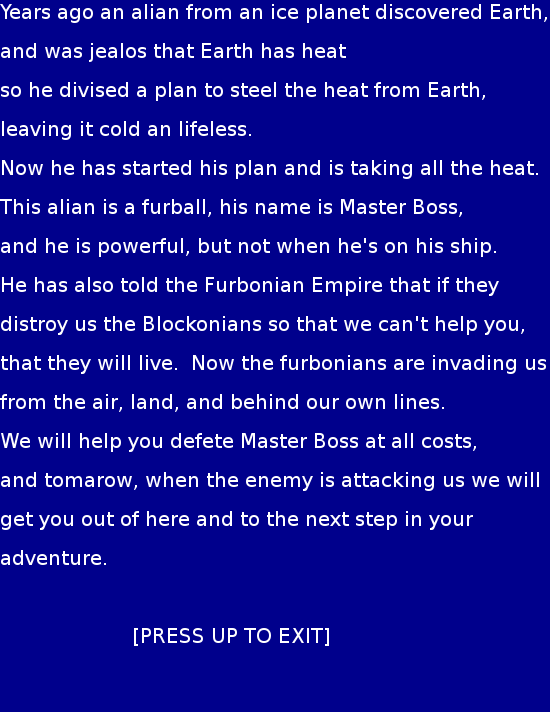 Years ago an alian from an ice planet discovered Earth,
and was jealos that Earth has heat
so he divised a plan to steel the heat from Earth,
leaving it cold an lifeless.
Now he has started his plan and is taking all the heat.
This alian is a furball, his name is Master Boss,
and he is powerful, but not when he's on his ship.
He has also told the Furbonian Empire that if they
distroy us the Blockonians so that we can't help you,
that they will live.  Now the furbonians are invading us
from the air, land, and behind our own lines.
We will help you defete Master Boss at all costs,
and tomarow, when the enemy is attacking us we will
get you out of here and to the next step in your
adventure.
[PRESS UP TO EXIT]